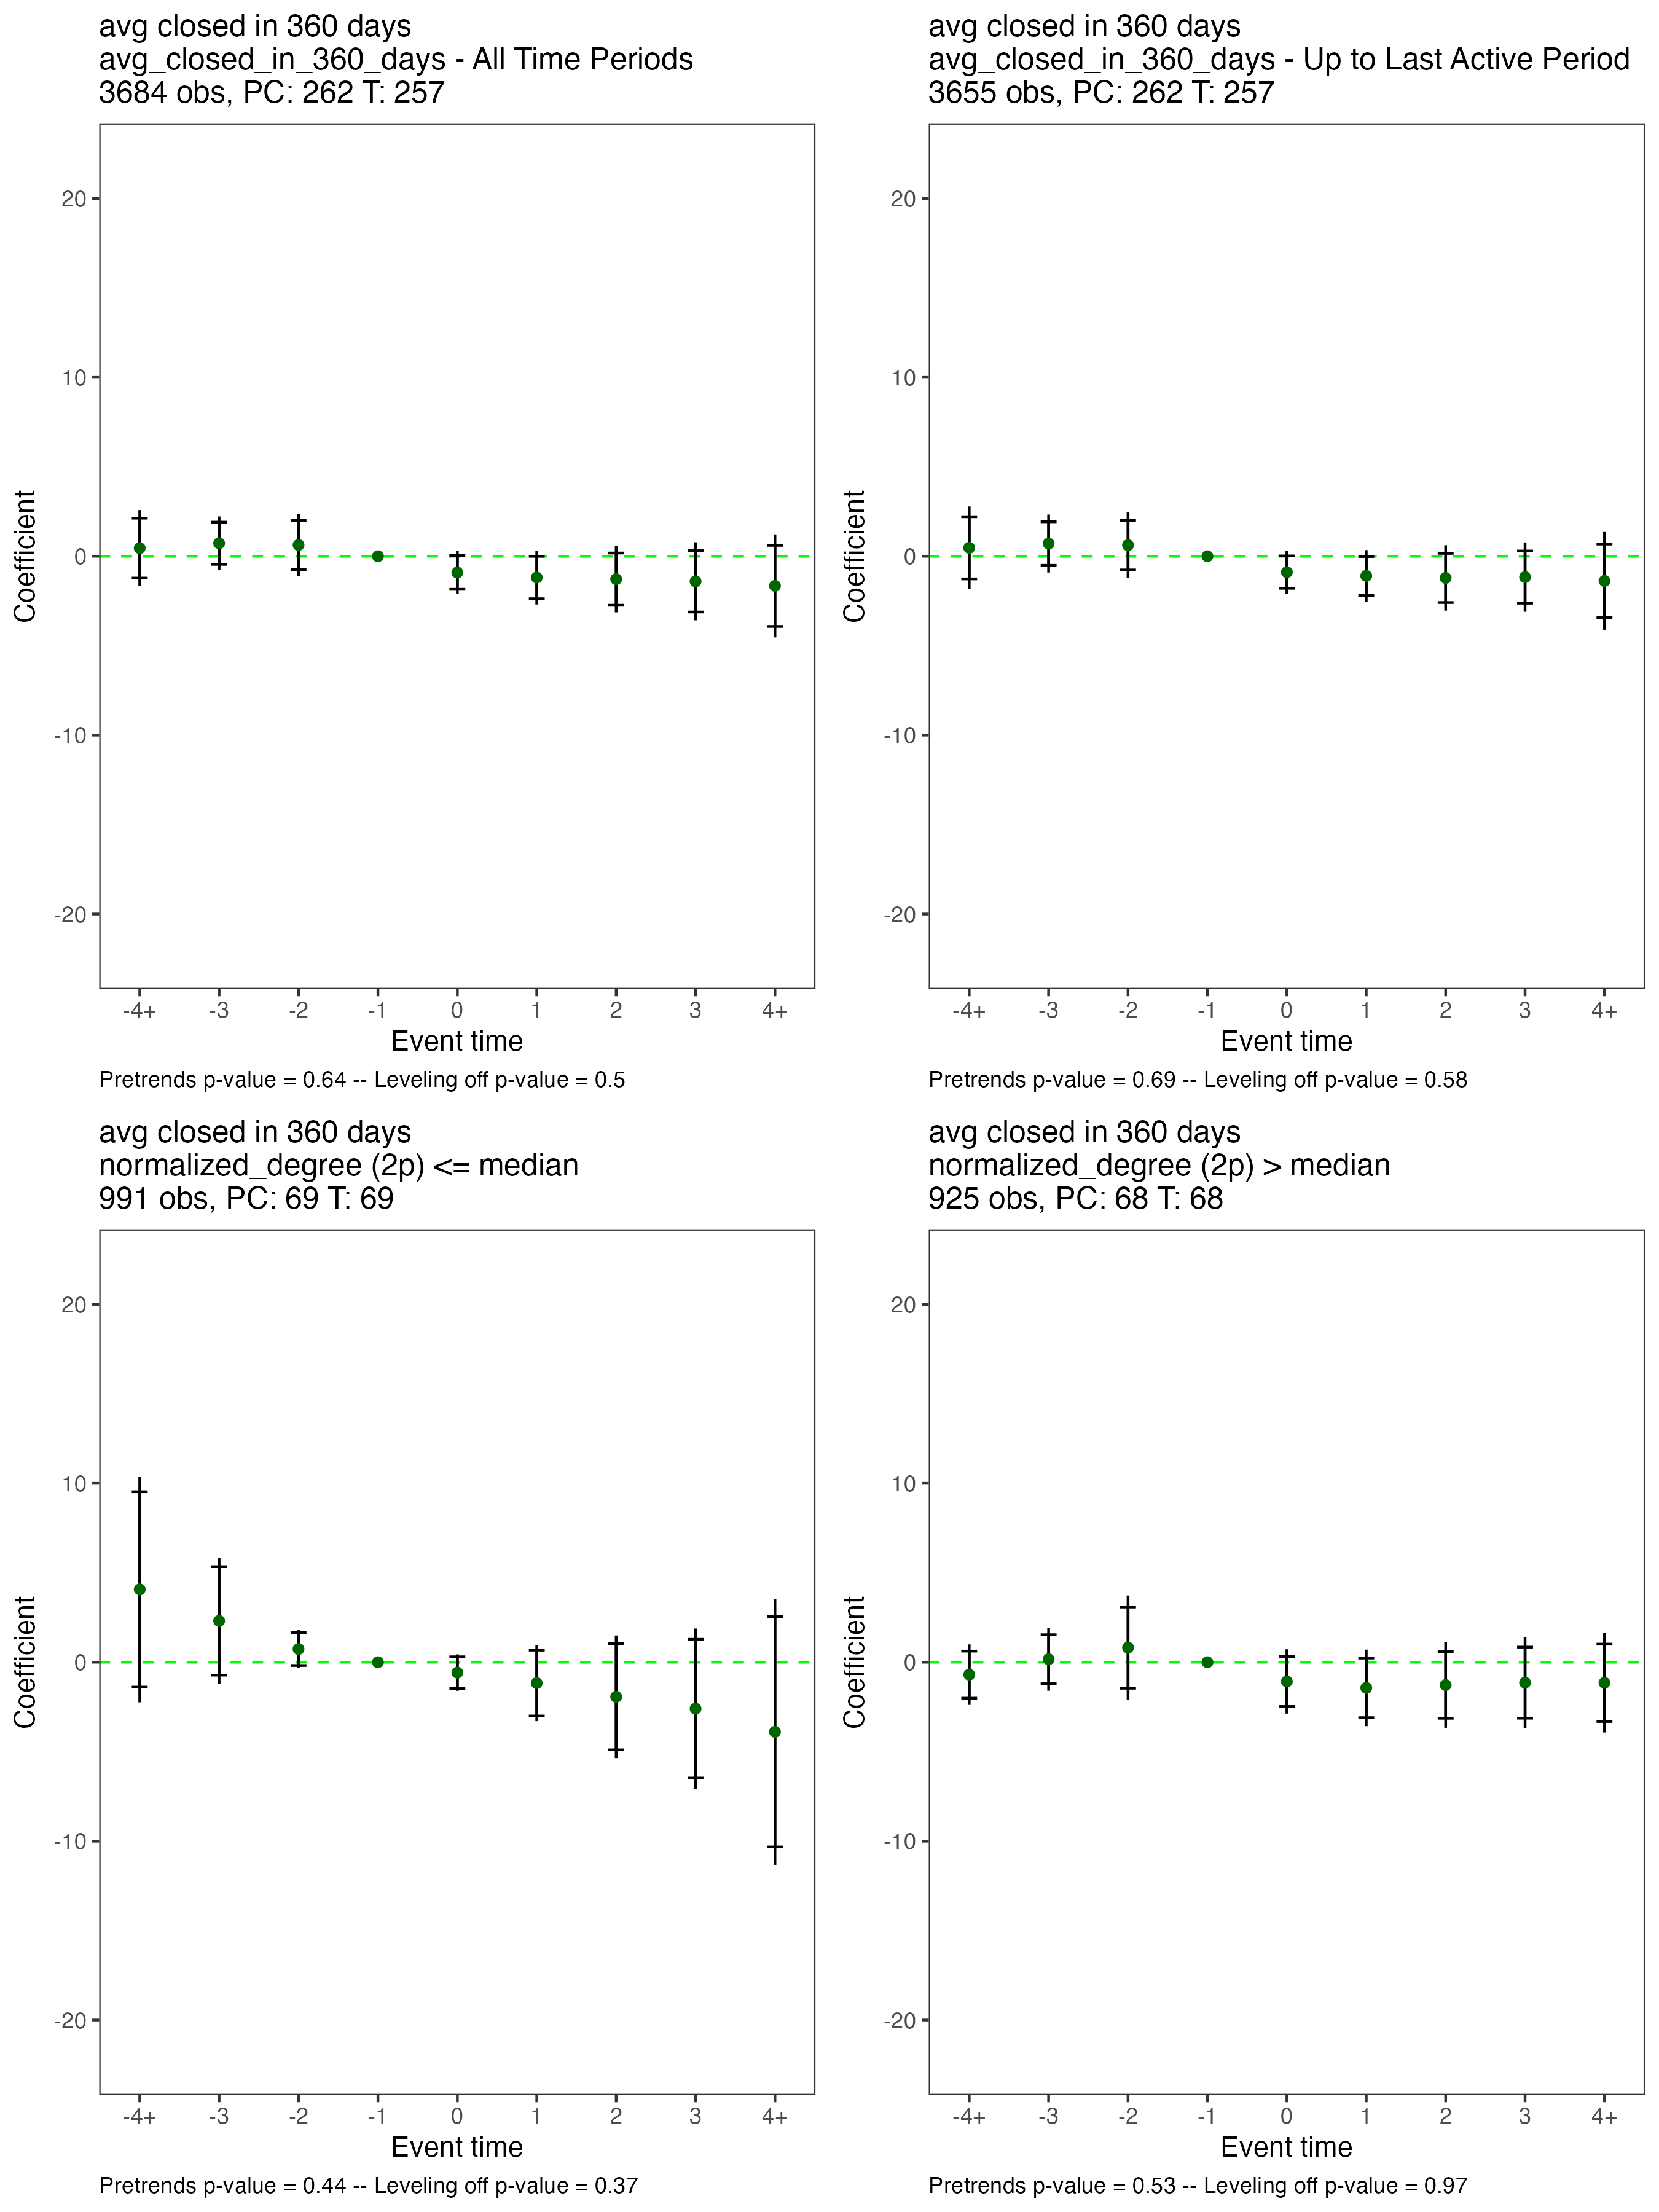 avg closed in 360 days
avg_closed_in_360_days - All Time Periods
3684 obs, PC: 262 T: 257
Coefficient
20
10
0
-10
-20
-4+ -3 -2 -1 0 1 2 3 4+
Event time
Pretrends p-value = 0.64 -- Leveling off p-value = 0.5
avg closed in 360 days
avg_closed_in_360_days - Up to Last Active Period
3655 obs, PC: 262 T: 257
Coefficient
20
10
0
-10
-20
-4+ -3 -2 -1 0 1 2 3 4+
Event time
Pretrends p-value = 0.69 -- Leveling off p-value = 0.58
avg closed in 360 days
normalized_degree (2p) <= median
991 obs, PC: 69 T: 69
Coefficient
20
10
0
-10
-20
-4+ -3 -2 -1 0 1 2 3 4+
Event time
Pretrends p-value = 0.44 -- Leveling off p-value = 0.37
avg closed in 360 days
normalized_degree (2p) > median
925 obs, PC: 68 T: 68
Coefficient
20
10
0
-10
-20
-4+ -3 -2 -1 0 1 2 3 4+
Event time
Pretrends p-value = 0.53 -- Leveling off p-value = 0.97